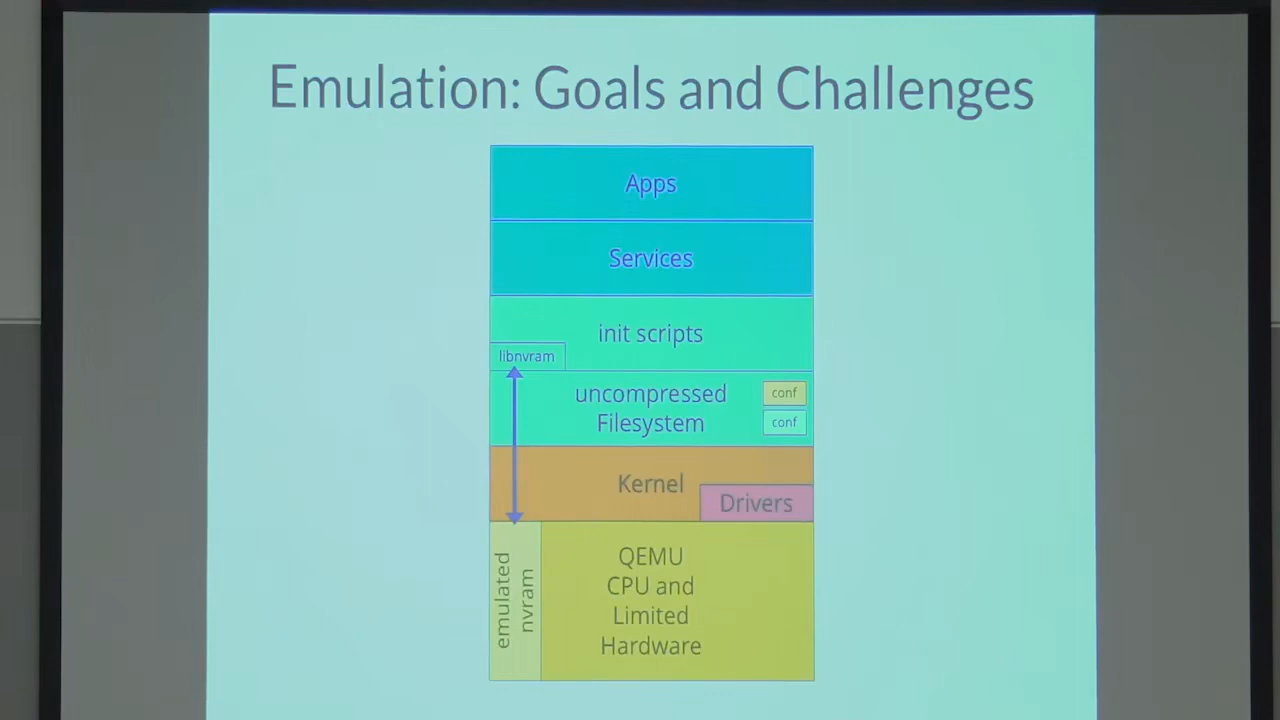 Emulation: Goals and Challenges
Apps
Services
init scripts
libnvram
uncompressed
Filesystem
conf
conf
Kernel
Drivers
emulated
nvram
QEMU
CPU and
Limited
Hardware